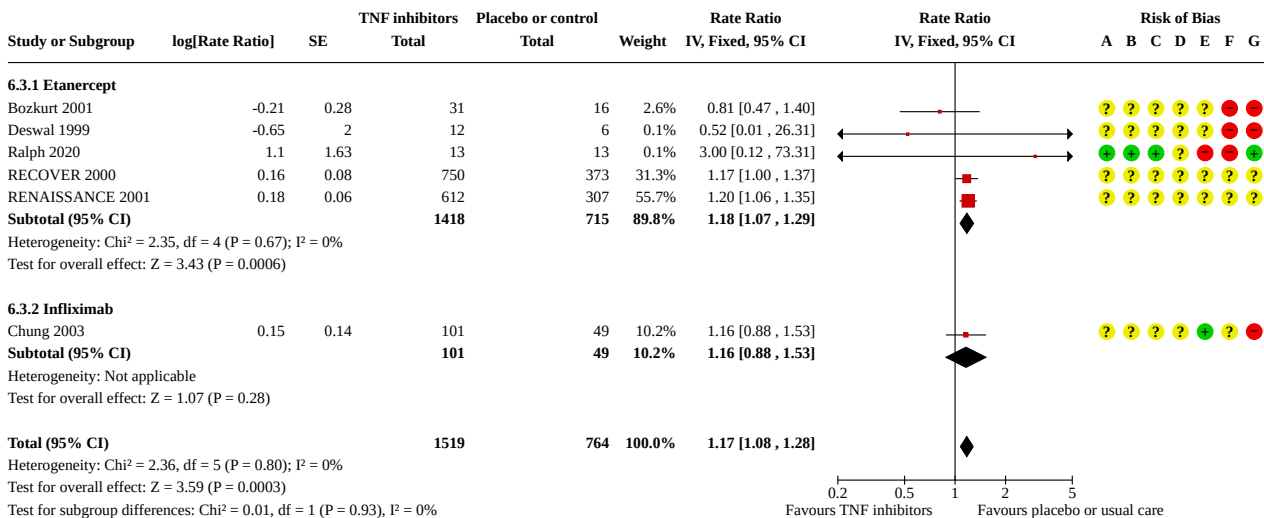 TNF inhibitors Placebo or control Rate Ratio Rate Ratio Risk of Bias
Study or Subgroup log[Rate Ratio] SE Total Total Weight IV, Fixed, 95% CI IV, Fixed, 95% CI A B C D E F G
6.3.1 Etanercept
Bozkurt 2001 -0.21 0.28 31 16 2.6% 0.81 [0.47 , 1.40] ? ? ? ? ? − −
Deswal 1999 -0.65 2 12 6 0.1% 0.52 [0.01 , 26.31] ? ? ? ? ? − −
Ralph 2020 1.1 1.63 13 13 0.1% 3.00 [0.12 , 73.31] + + + ? − − +
RECOVER 2000 0.16 0.08 750 373 31.3% 1.17 [1.00 , 1.37] ? ? ? ? ? ? ?
RENAISSANCE 2001 0.18 0.06 612 307 55.7% 1.20 [1.06 , 1.35] ? ? ? ? ? ? ?
Subtotal (95% CI) 1418 715 89.8% 1.18 [1.07 , 1.29]
Heterogeneity: Chi² = 2.35, df = 4 (P = 0.67); I² = 0%
Test for overall effect: Z = 3.43 (P = 0.0006)
6.3.2 Infliximab
Chung 2003 0.15 0.14 101 49 10.2% 1.16 [0.88 , 1.53] ? ? ? ? + ? −
Subtotal (95% CI) 101 49 10.2% 1.16 [0.88 , 1.53]
Heterogeneity: Not applicable
Test for overall effect: Z = 1.07 (P = 0.28)
Total (95% CI) 1519 764 100.0% 1.17 [1.08 , 1.28]
Heterogeneity: Chi² = 2.36, df = 5 (P = 0.80); I² = 0%
Test for overall effect: Z = 3.59 (P = 0.0003)
Test for subgroup differences: Chi² = 0.01, df = 1 (P = 0.93), I² = 0%
0.2 0.5 1 2 5
Favours TNF inhibitors Favours placebo or usual care